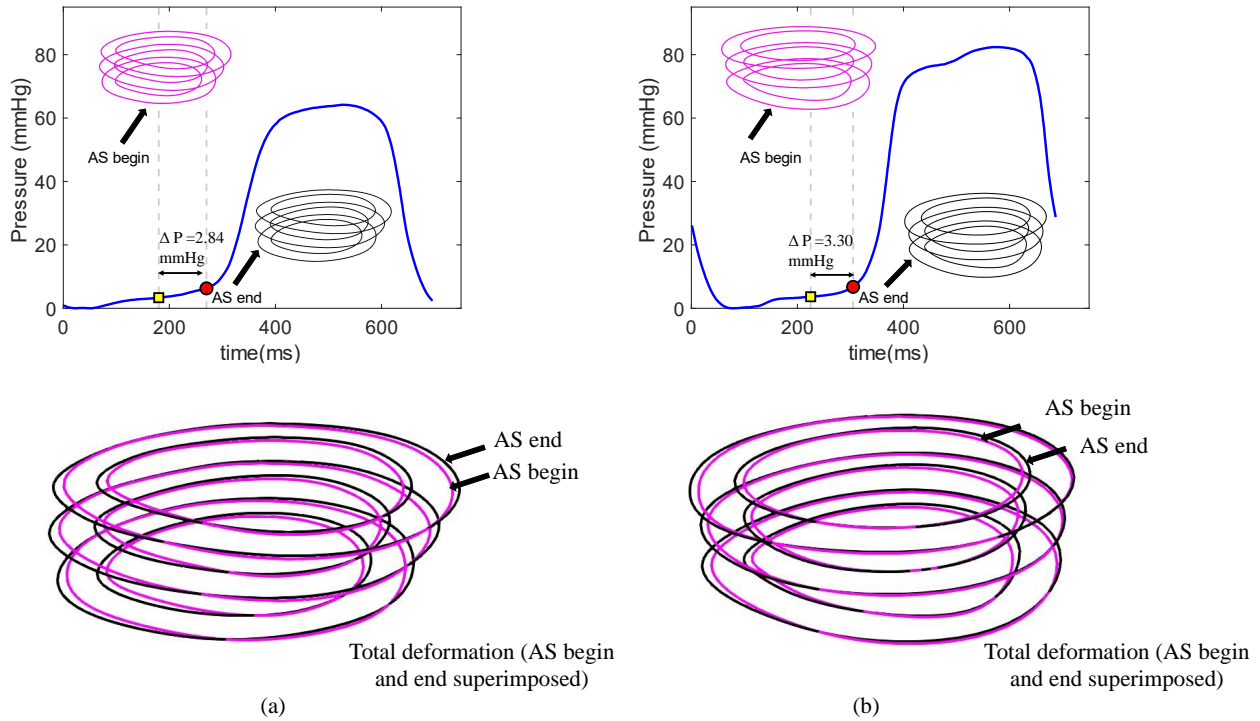 80
60
40
20
0
Pressure (mmHg)
AS begin
Δ P =2.84
mmHg
AS end
0
200
400
600
time(ms)
80
60
40
20
0
Pressure (mmHg)
AS begin
Δ P =3.30
mmHg
AS end
0
200
400
600
time(ms)
AS end
AS begin
Total deformation (AS begin
and end superimposed)
(a)
AS begin
AS end
Total deformation (AS begin
and end superimposed)
(b)